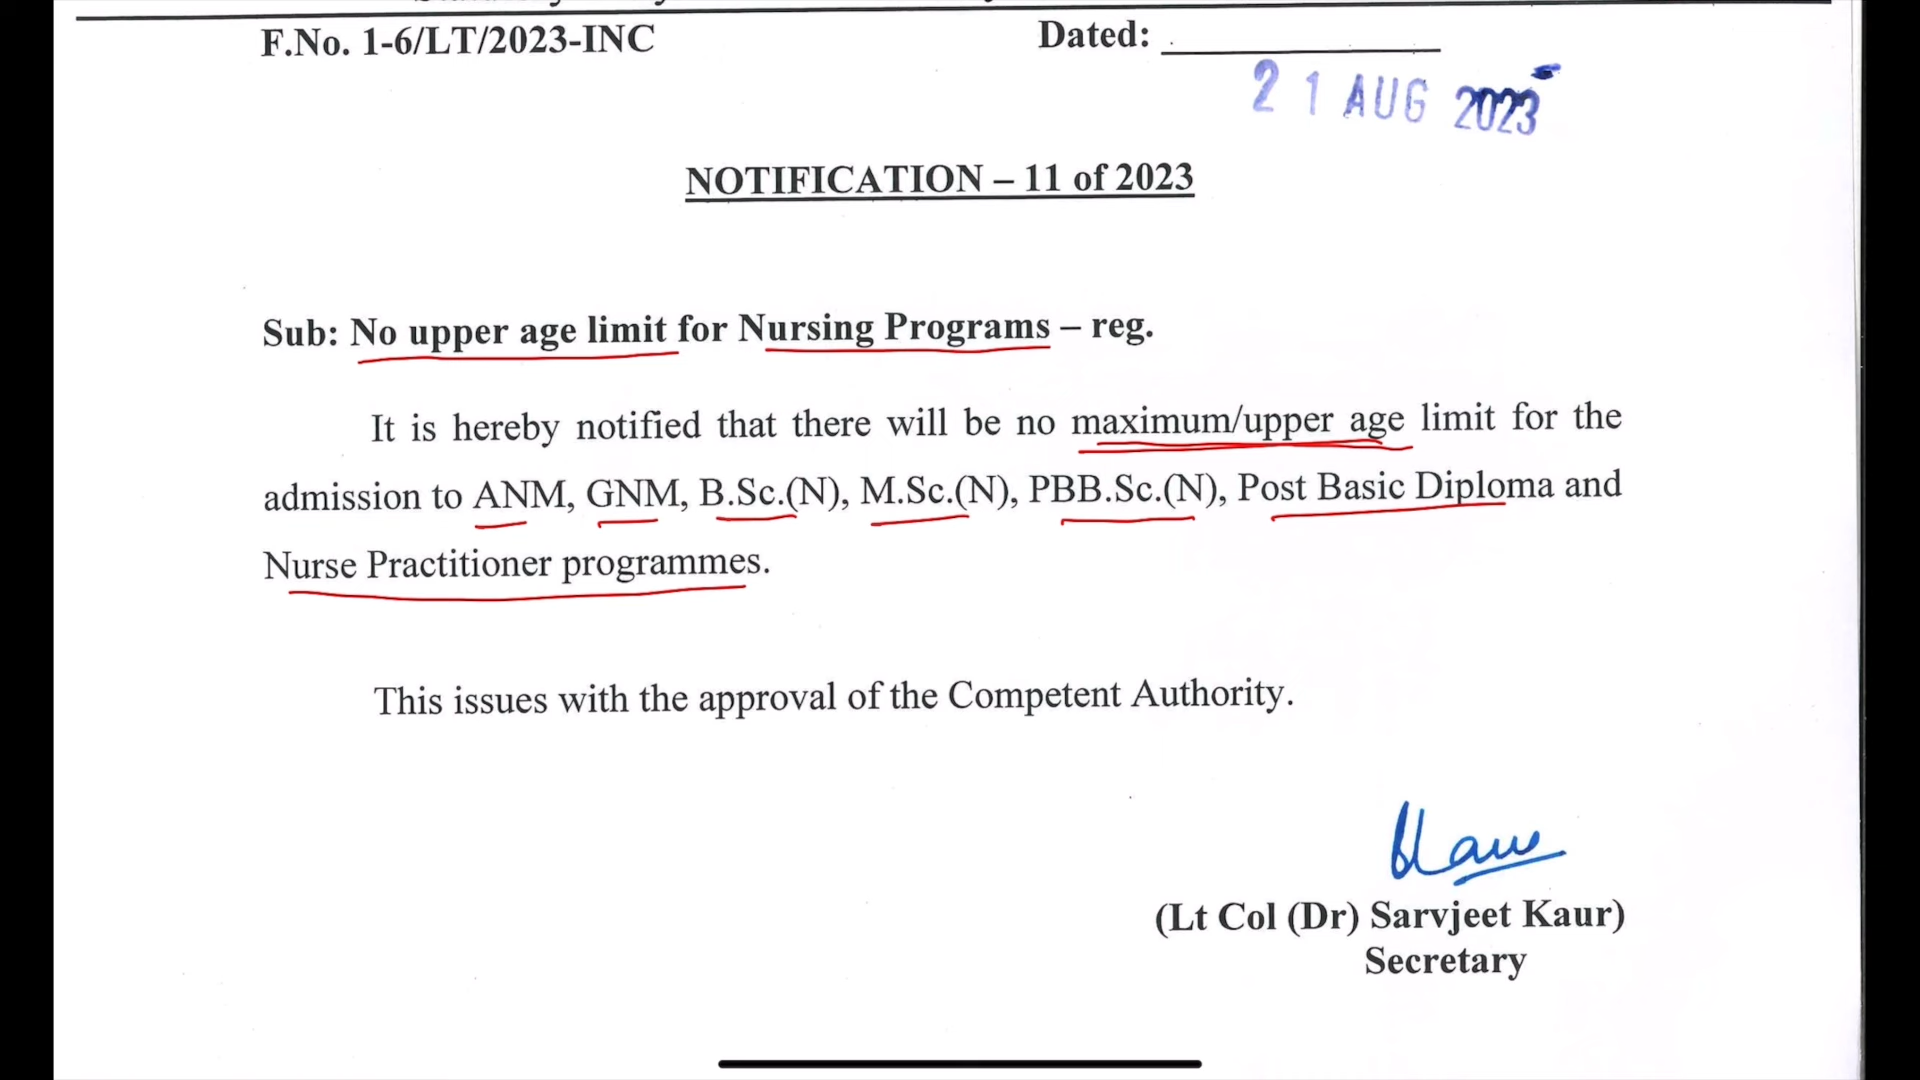 F.No. 1-6/LT/2023-INC
Dated:
21 AUG 2023
NOTIFICATION – 11 of 2023
Sub: No upper age limit for Nursing Programs – reg.
It is hereby notified that there will be no maximum/upper age limit for the
admission to ANM, GNM, B.Sc.(N), M.Sc.(N), PBB.Sc.(N), Post Basic Diploma and
Nurse Practitioner programmes.
This issues with the approval of the Competent Authority.
(Lt Col (Dr) Sarvjeet Kaur)
Secretary